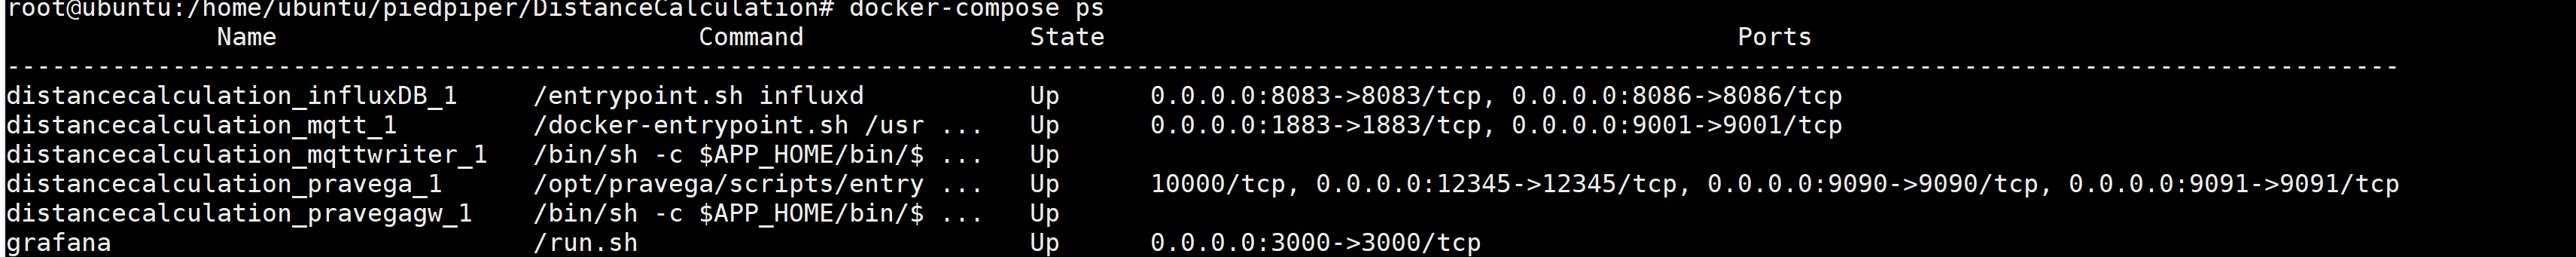 root@ubuntu:/home/ubuntu/piedpiper/DistanceCalculation# docker-compose ps
Name Command State Ports
------------------------------------------------------------------------------------------------------------------------------------------------------------------
distancecalculation_influxDB_1 /entrypoint.sh influxd Up 0.0.0.0:8083->8083/tcp, 0.0.0.0:8086->8086/tcp
distancecalculation_mqtt_1 /docker-entrypoint.sh /usr ... Up 0.0.0.0:1883->1883/tcp, 0.0.0.0:9001->9001/tcp
distancecalculation_mqttwriter_1 /bin/sh -c $APP_HOME/bin/$ ... Up
distancecalculation_pravega_1 /opt/pravega/scripts/entry ... Up 10000/tcp, 0.0.0.0:12345->12345/tcp, 0.0.0.0:9090->9090/tcp, 0.0.0.0:9091->9091/tcp
distancecalculation_pravegagw_1 /bin/sh -c $APP_HOME/bin/$ ... Up
grafana /run.sh Up 0.0.0.0:3000->3000/tcp